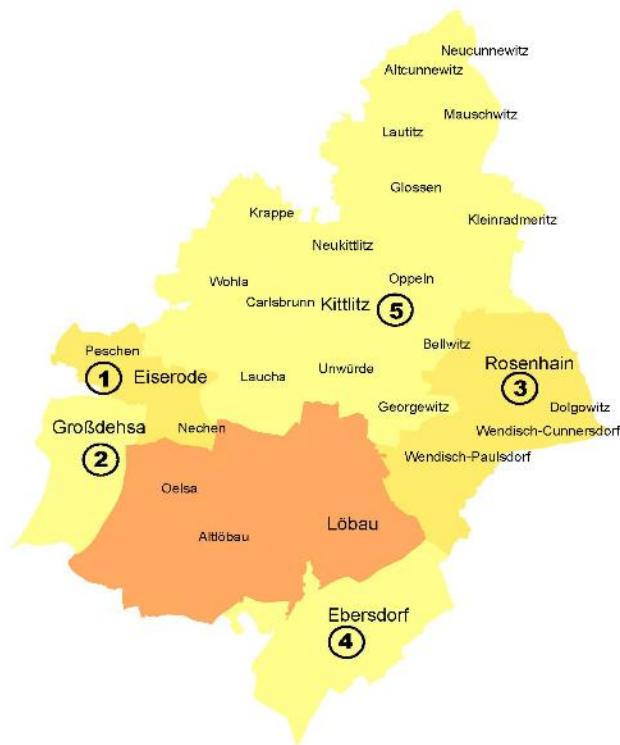 Neucunnewitz
Altcunnewitz
Mauschwitz
Lautitz
Glossen
Krappe
Kleinradmeritz
Neukittlitz
Wohla
Oppeln
Carlsbrunn
Kittlitz
5
Bellwitz
Peschen
1
Eiserode
Laucha
Unwürde
Rosenhain
3
Georgewitz
Dolgowitz
Großdehsa
2
Nechen
Wendisch-Cunnersdorf
Wendisch-Paulsdorf
Oelsa
Altlöbau
Löbau
Ebersdorf
4